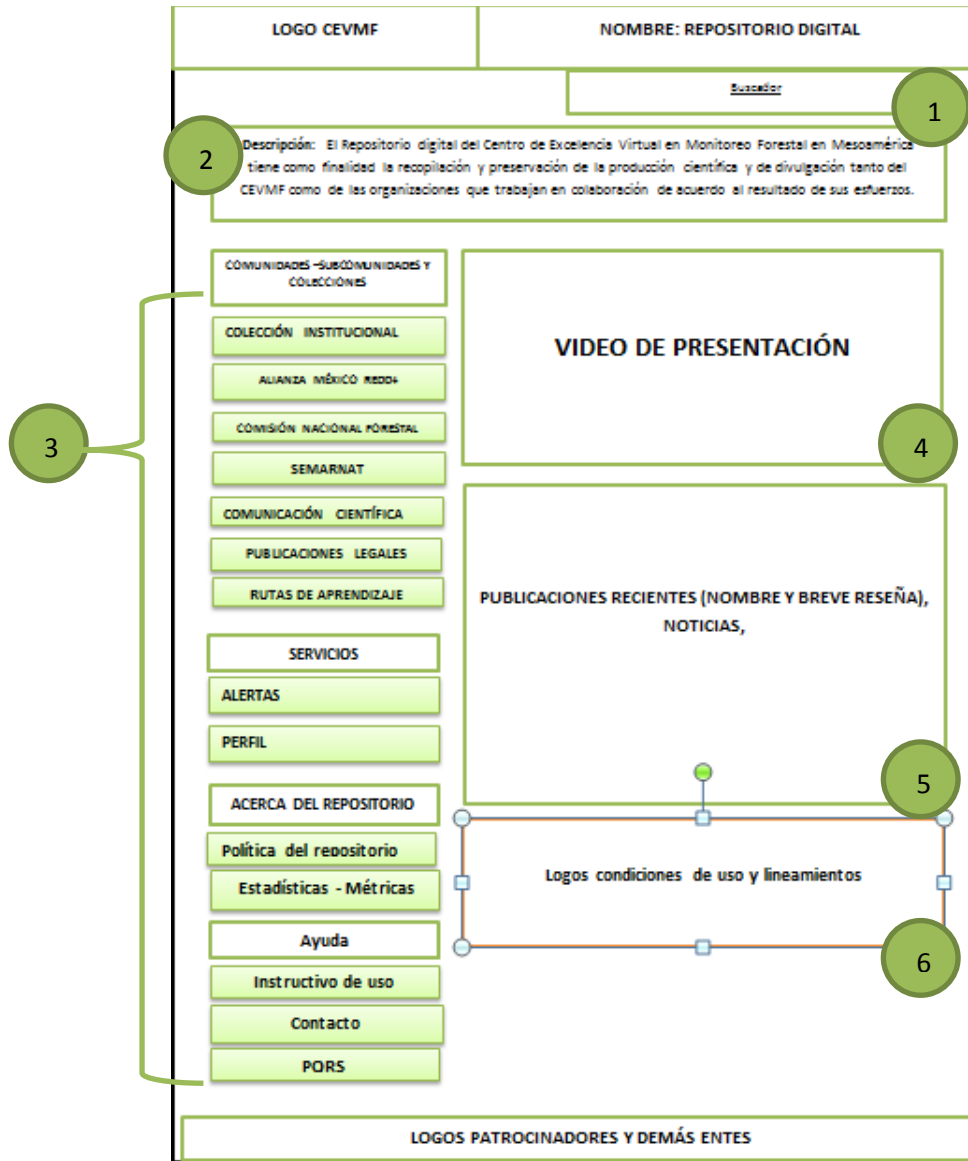 LOGO CEVMF
NOMBRE: REPOSITORIO DIGITAL
Buscador
1
2
Descripción: El Repositorio digital del Centro de Excelencia Virtual en Monitoreo Forestal en Mesoamérica
tiene como finalidad la recopilación y preservación de la producción científica y de divulgación tanto del
CEVMF como de las organizaciones que trabajan en colaboración de acuerdo al resultado de sus esfuerzos.
3
COMUNIDADES –SUBCOMUNIDADES Y
COLECCIONES
COLECCIÓN INSTITUCIONAL
ALIANZA MÉXICO REDD+
COMISIÓN NACIONAL FORESTAL
SEMARNAT
COMUNICACIÓN CIENTÍFICA
PUBLICACIONES LEGALES
RUTAS DE APRENDIZAJE
SERVICIOS
ALERTAS
PERFIL
ACERCA DEL REPOSITORIO
Política del repositorio
Estadísticas - Métricas
Ayuda
Instructivo de uso
Contacto
PQRS
VIDEO DE PRESENTACIÓN
4
PUBLICACIONES RECIENTES (NOMBRE Y BREVE RESEÑA),
NOTICIAS,
5
Logos condiciones de uso y lineamientos
6
LOGOS PATROCINADORES Y DEMÁS ENTES